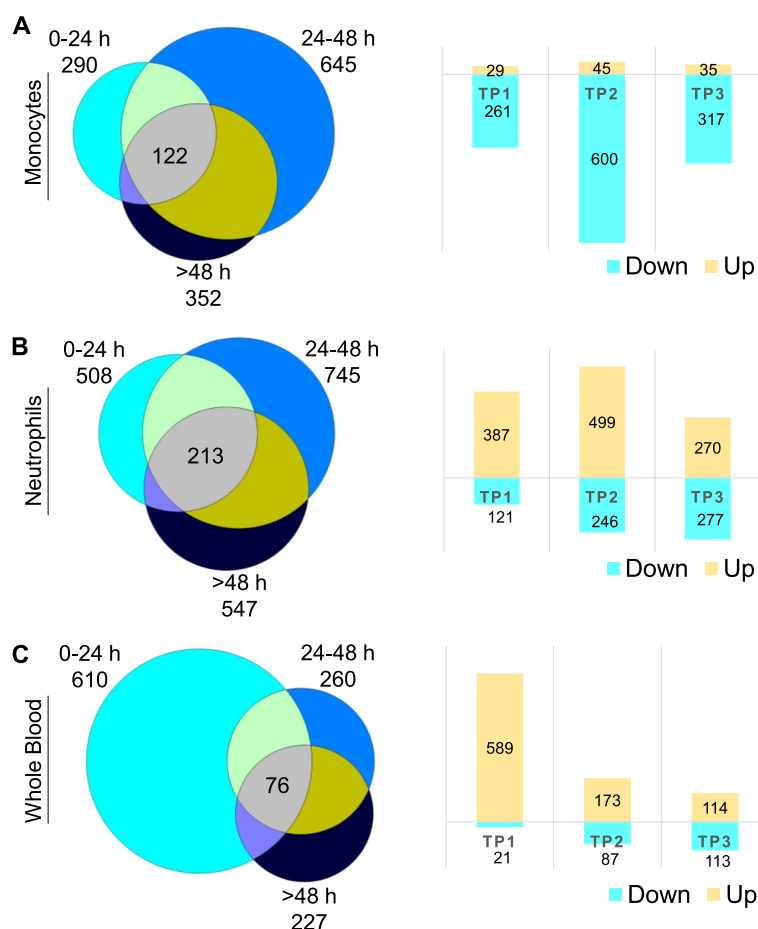 A
0-24 h
290
24-48 h
645
Monocytes
122
>48 h
352
29
45
35
TP1
TP2
TP3
261
600
317
Down
Up
B
0-24 h
508
24-48 h
745
Neutrophils
213
>48 h
547
387
499
270
TP1
TP2
TP3
121
246
277
Down
Up
C
0-24 h
610
24-48 h
260
Whole Blood
76
>48 h
227
589
173
114
TP1
TP2
TP3
21
87
113
Down
Up